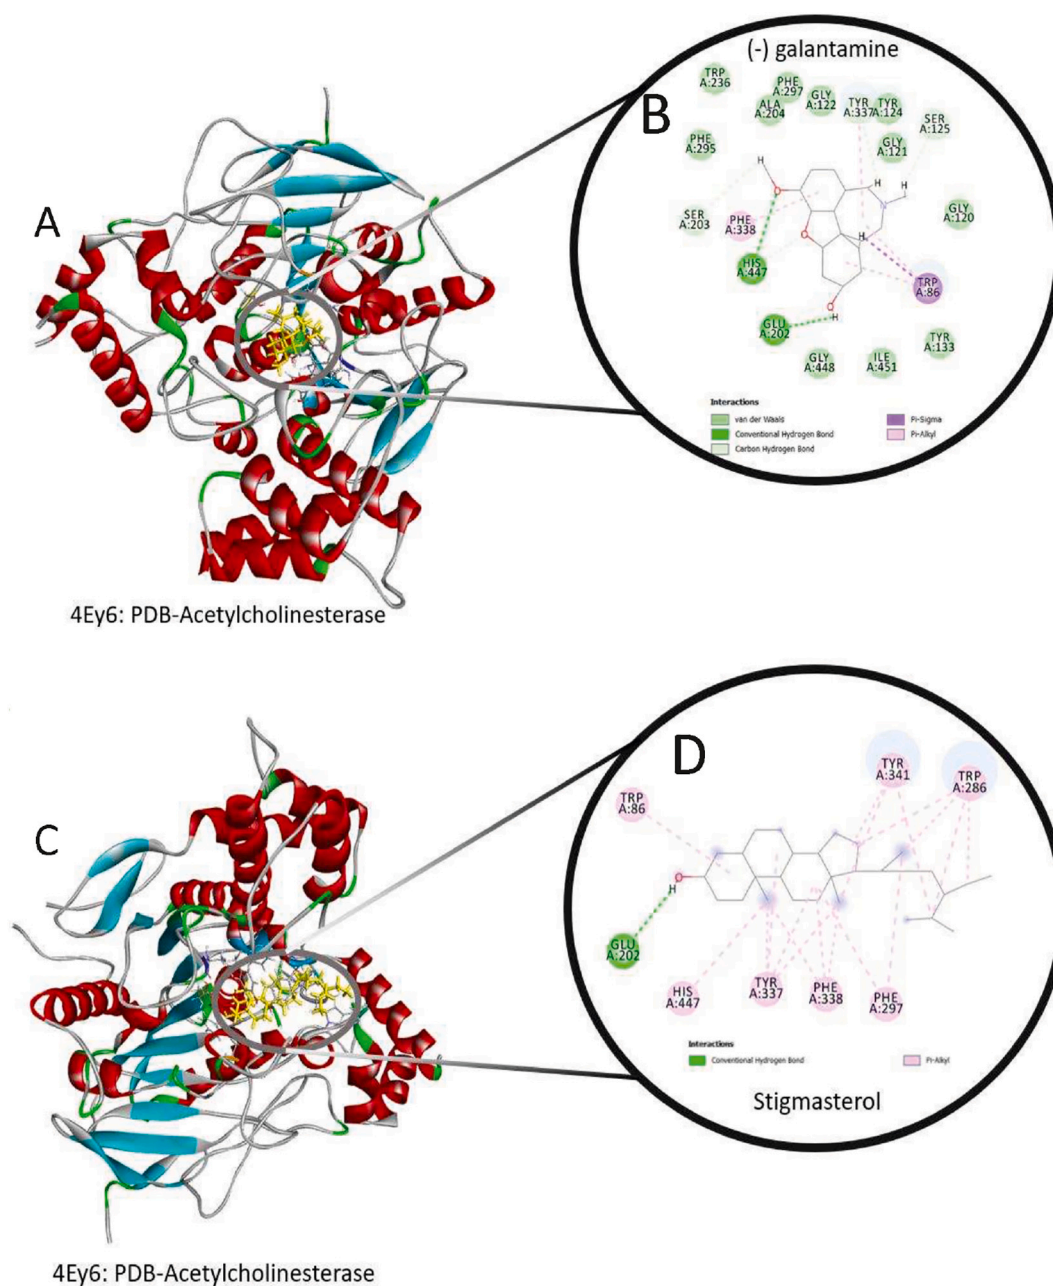 (-) galantamine
A
B
TRP
A:236
PHE
A:297
ALA
A:204
GLY
A:122
TYR
A:337
TYR
A:124
SER
A:125
PHE
A:295
GLY
A:121
SER
A:203
PHE
A:338
GLY
A:120
HIS
A:447
TRP
A:86
GLU
A:202
GLY
A:448
ILE
A:451
TYR
A:133
H
O
H
H
O
H
N
O
H
Interactions
van der Waals
Conventional Hydrogen Bond
Carbon Hydrogen Bond
Pi-Sigma
Pi-Alkyl
4Ey6: PDB-Acetylcholinesterase
C
D
TYR
A:341
TRP
A:286
TRP
A:86
H
O
GLU
A:202
HIS
A:447
TYR
A:337
PHE
A:338
PHE
A:297
Interactions
Conventional Hydrogen Bond
Pi-Alkyl
Stigmasterol
4Ey6: PDB-Acetylcholinesterase